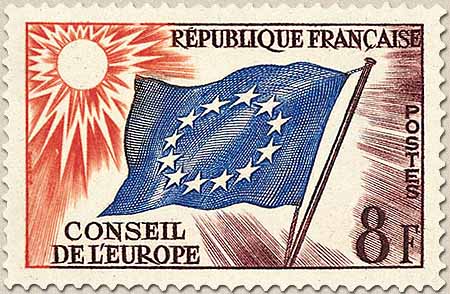 RÉPUBLIQUE FRANÇAISE
POSTES
CONSEIL
DE L'EUROPE
8F